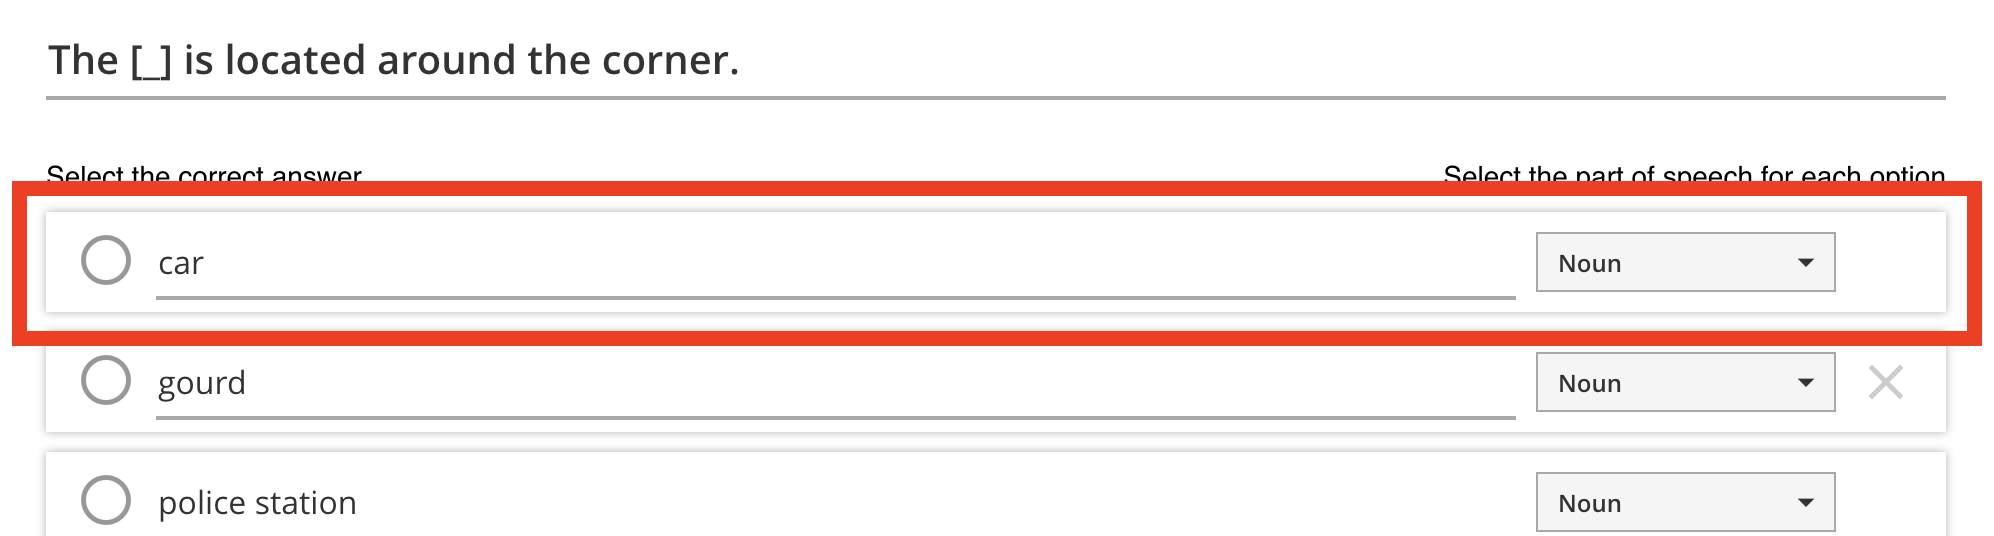 The [_] is located around the corner.
Select the correct answer
Select the part of speech for each option
car
Noun
gourd
Noun
police station
Noun